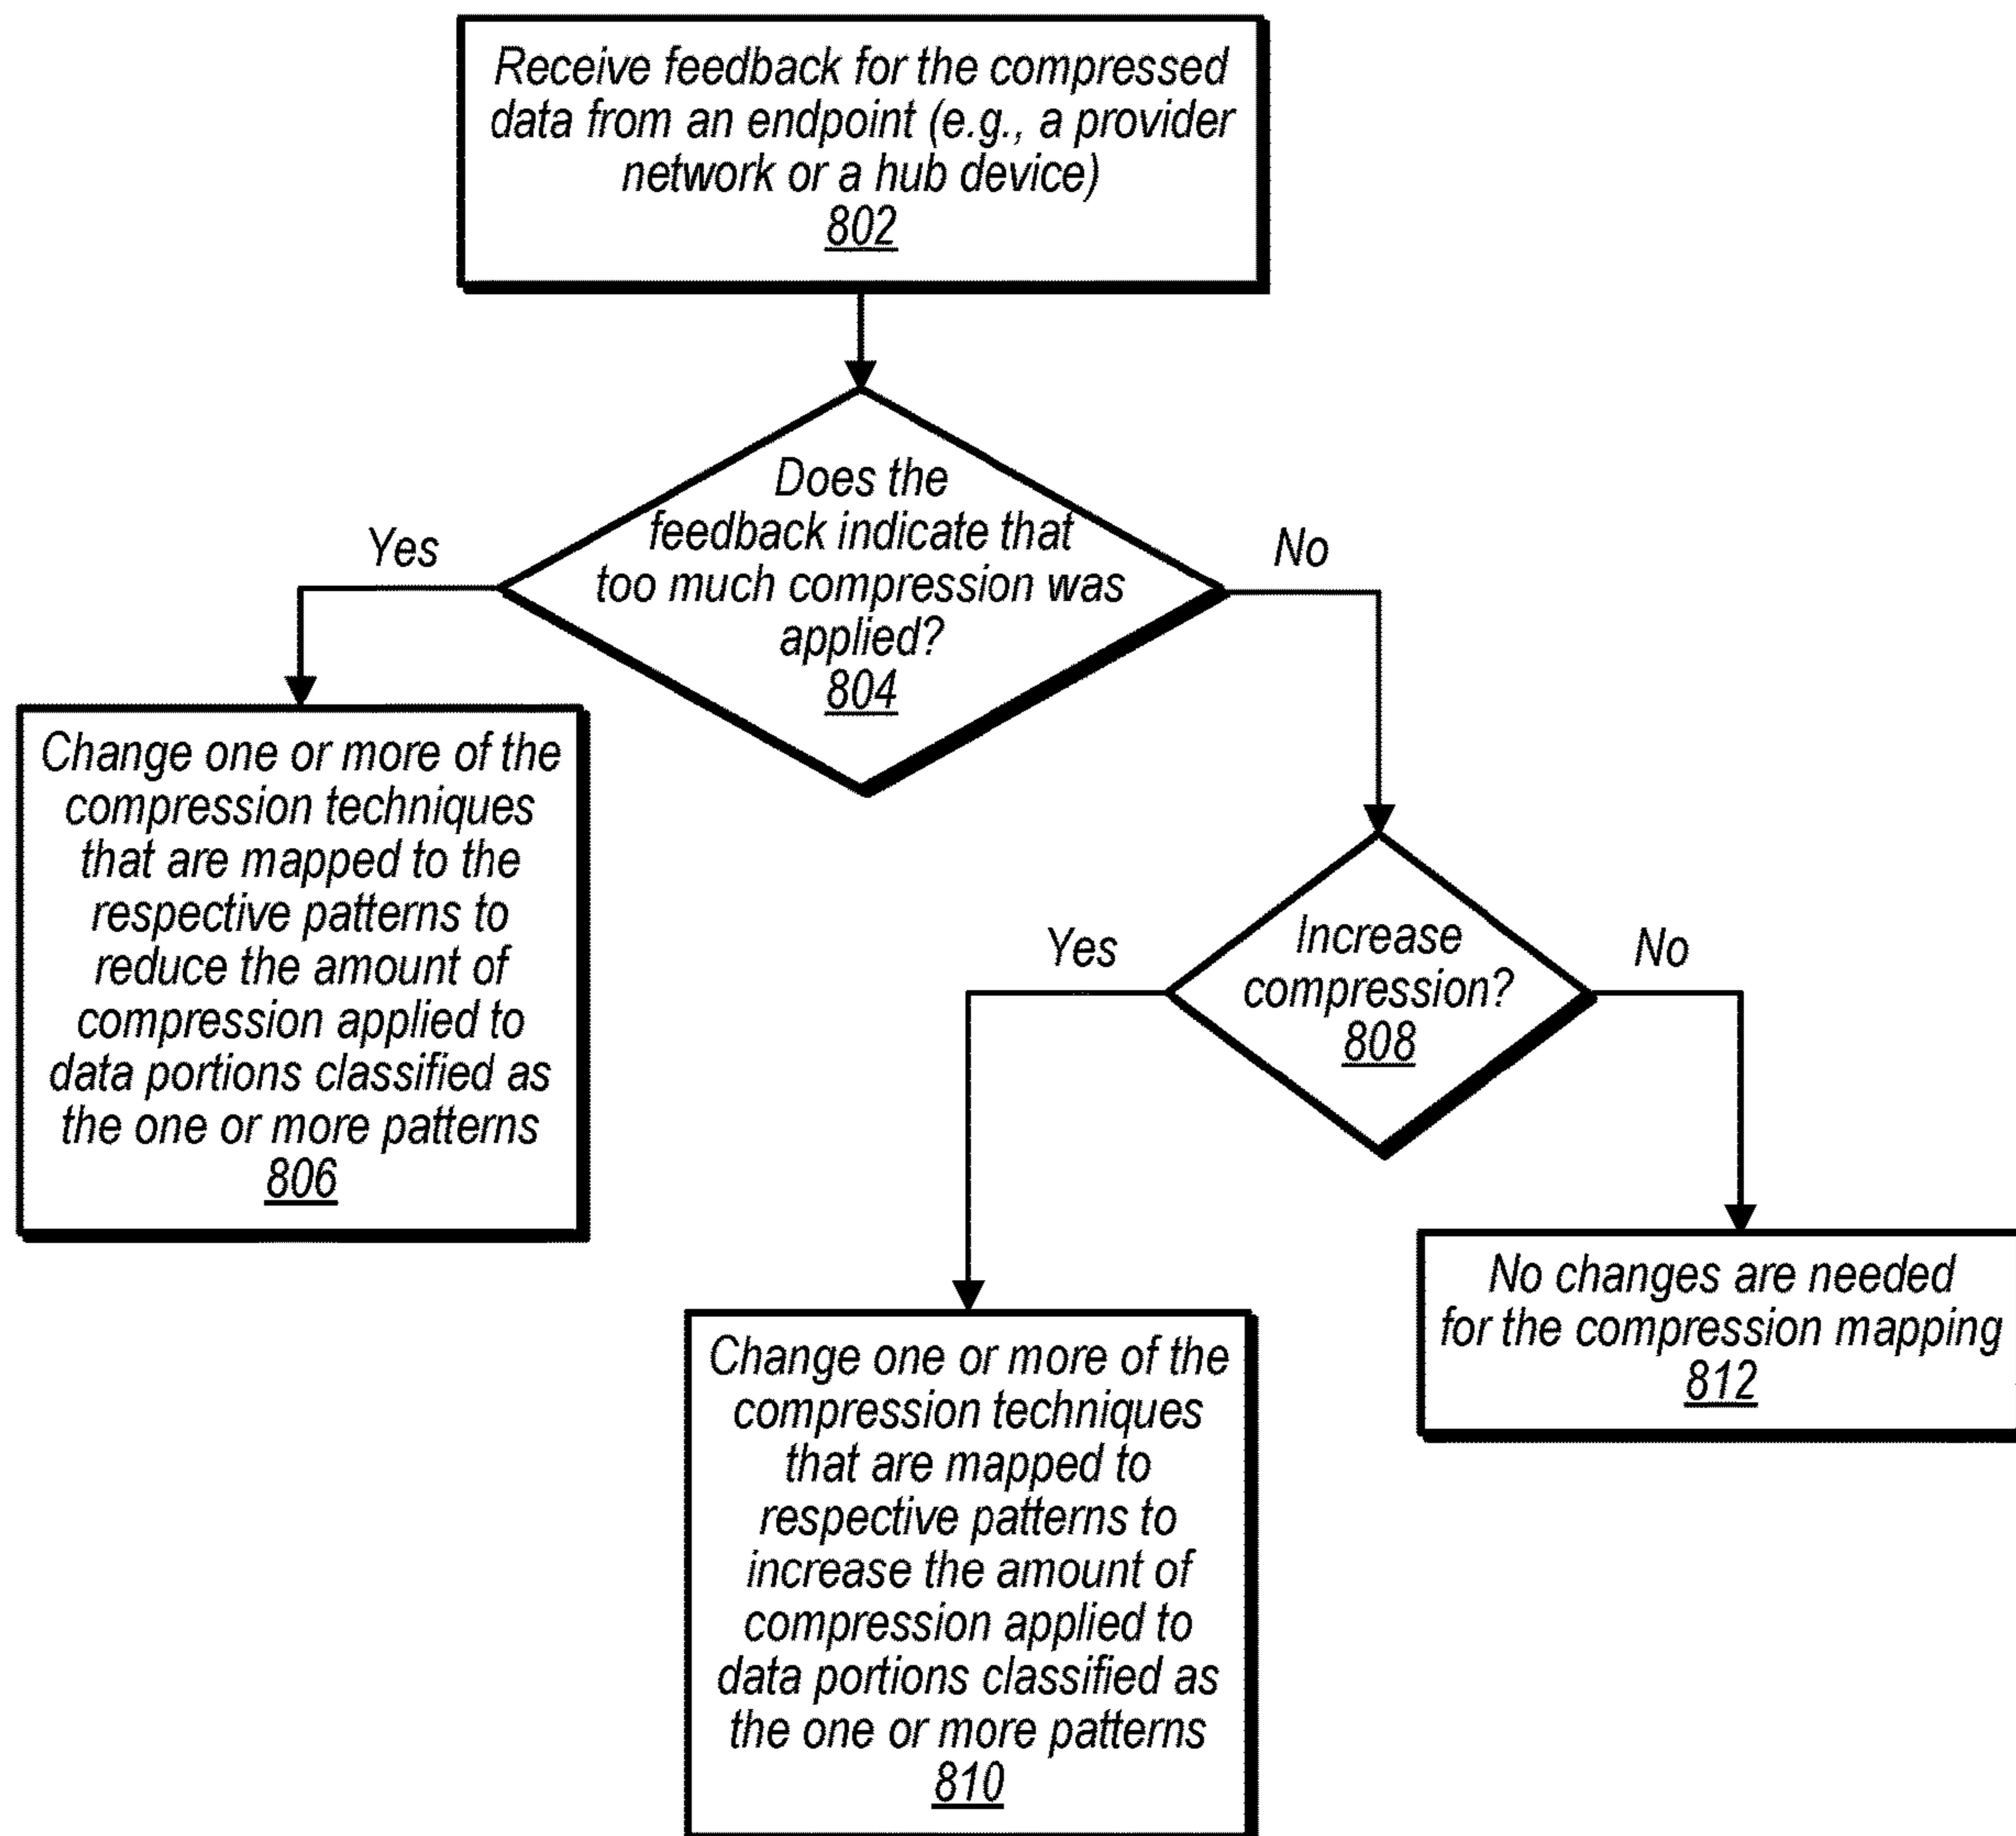 Receive feedback for the compressed
data from an endpoint (e.g., a provider
network or a hub device)
802
Does the
feedback indicate that
too much compression was
applied?
804
Yes
No
Change one or more of the
compression techniques
that are mapped to the
respective patterns to
reduce the amount of
compression applied to
data portions classified as
the one or more patterns
806
Increase
compression?
808
Yes
No
Change one or more of the
compression techniques
that are mapped to
respective patterns to
increase the amount of
compression applied to
data portions classified as
the one or more patterns
810
No changes are needed
for the compression mapping
812